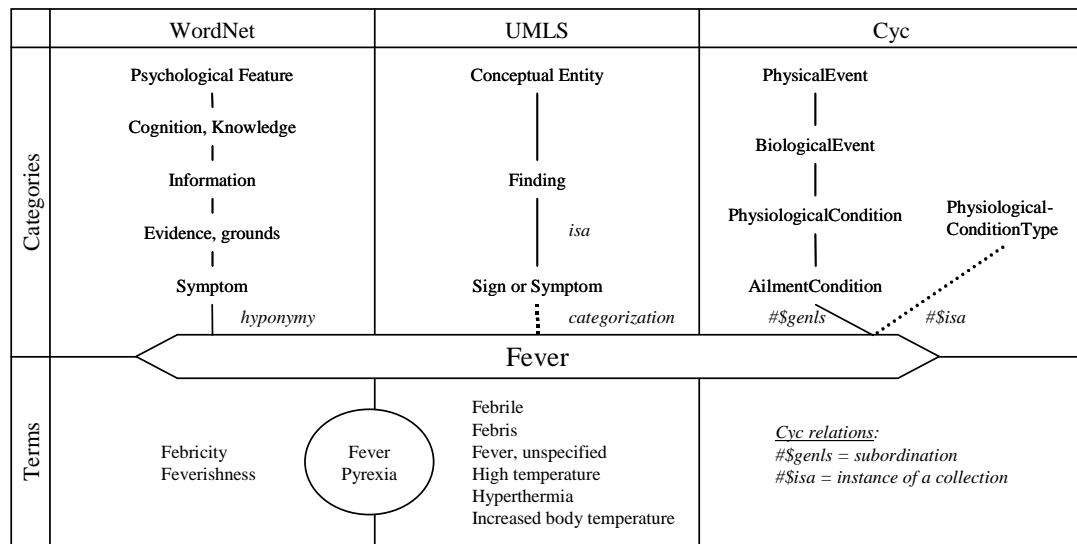 WordNet
UMLS
Cyc
Categories
Psychological Feature
Cognition, Knowledge
Information
Evidence, grounds
Symptom
hyponymy
Conceptual Entity
Finding
isa
Sign or Symptom
categorization
PhysicalEvent
BiologicalEvent
PhysiologicalCondition
AilmentCondition
#$genls
Physiological-
ConditionType
#$isa
Fever
Terms
Febricity
Feverishness
Fever
Pyrexia
Febrile
Febris
Fever, unspecified
High temperature
Hyperthermia
Increased body temperature
Cyc relations:
#$genls = subordination
#$isa = instance of a collection